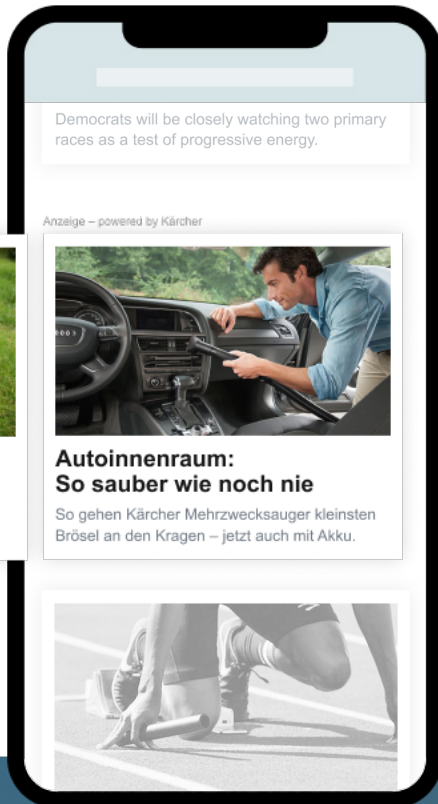 Democrats will be closely watching two primary
races as a test of progressive energy.
Anzeige – powered by Kärcher
Autoinnenraum:
So sauber wie noch nie
So gehen Kärcher Mehrzwecksauger kleinsten
Brösel an den Kragen – jetzt auch mit Akku.